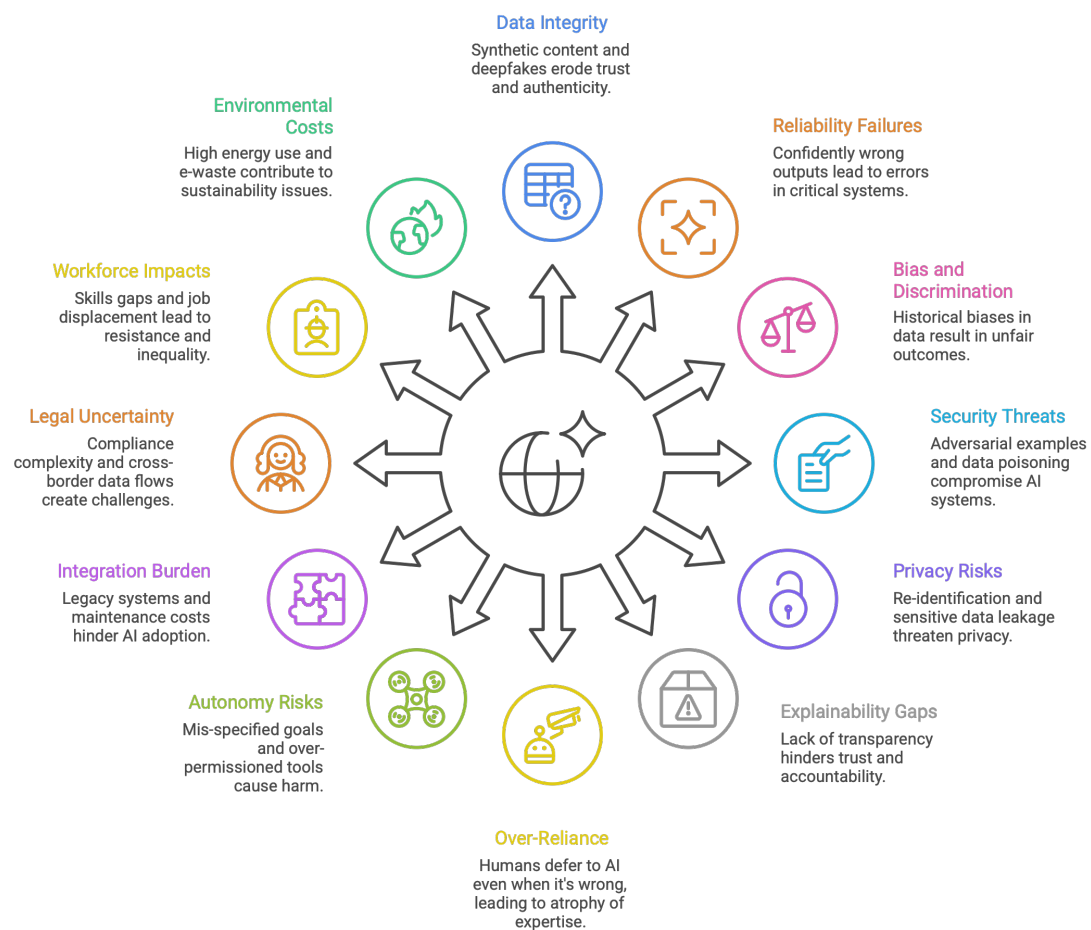 Data Integrity
Synthetic content and
deepfakes erode trust
and authenticity.
Reliability Failures
Confidently wrong
outputs lead to errors
in critical systems.
Bias and
Discrimination
Historical biases in
data result in unfair
outcomes.
Security Threats
Adversarial examples
and data poisoning
compromise AI
systems.
Privacy Risks
Re-identification and
sensitive data leakage
threaten privacy.
Explainability Gaps
Lack of transparency
hinders trust and
accountability.
Over-Reliance
Humans defer to AI
even when it's wrong,
leading to atrophy of
expertise.
Autonomy Risks
Mis-specified goals
and over-
permissioned tools
cause harm.
Integration Burden
Legacy systems and
maintenance costs
hinder AI adoption.
Legal Uncertainty
Compliance
complexity and cross-
border data flows
create challenges.
Workforce Impacts
Skills gaps and job
displacement lead to
resistance and
inequality.
Environmental
Costs
High energy use and
e-waste contribute to
sustainability issues.